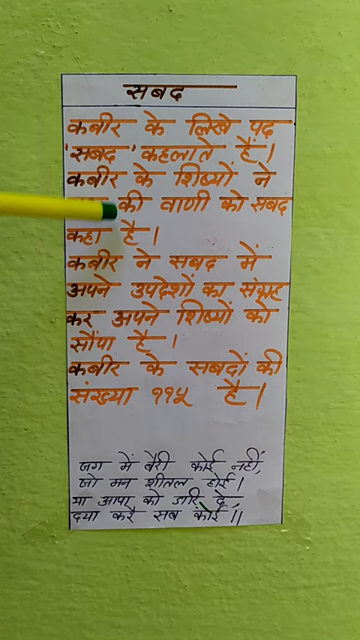 सबद
कबीर के लिखे पद
'सबद' कहलाते है।
कबीर के शिष्यों ने
की वाणी को सबद
कहा है।
कबीर ने सबद में
अपने उपदेशों का संग्रह
कर अपने शिष्यों को
सौंपा है।
कबीर के सबदों की
संख्या ११५ है।
जग में बैरी कोई नहीं,
जो मन शीतल होई।
या आपा को डारि दे,
दया करै सब कोई॥